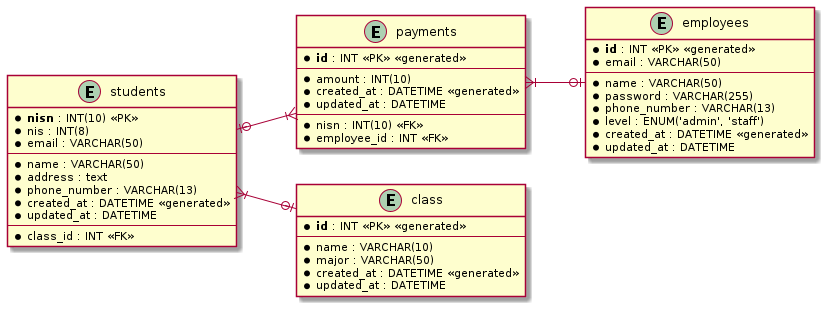 E students
nisn : INT(10) «PK»
nis : INT(8)
email : VARCHAR(50)
name : VARCHAR(50)
address : text
phone_number : VARCHAR(13)
created_at : DATETIME «generated»
updated_at : DATETIME
class_id : INT «FK»
E payments
id : INT «PK» «generated»
amount : INT(10)
created_at : DATETIME «generated»
updated_at : DATETIME
nisn : INT(10) «FK»
employee_id : INT «FK»
E class
id : INT «PK» «generated»
name : VARCHAR(10)
major : VARCHAR(50)
created_at : DATETIME «generated»
updated_at : DATETIME
E employees
id : INT «PK» «generated»
email : VARCHAR(50)
name : VARCHAR(50)
password : VARCHAR(255)
phone_number : VARCHAR(13)
level : ENUM('admin', 'staff')
created_at : DATETIME «generated»
updated_at : DATETIME